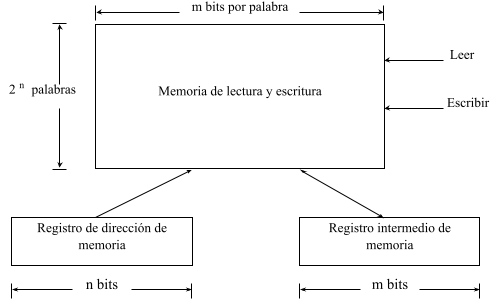 m bits por palabra
Leer
2 n palabras
Memoria de lectura y escritura
Escribir
Registro de dirección de
memoria
Registro intermedio de
memoria
n bits
m bits